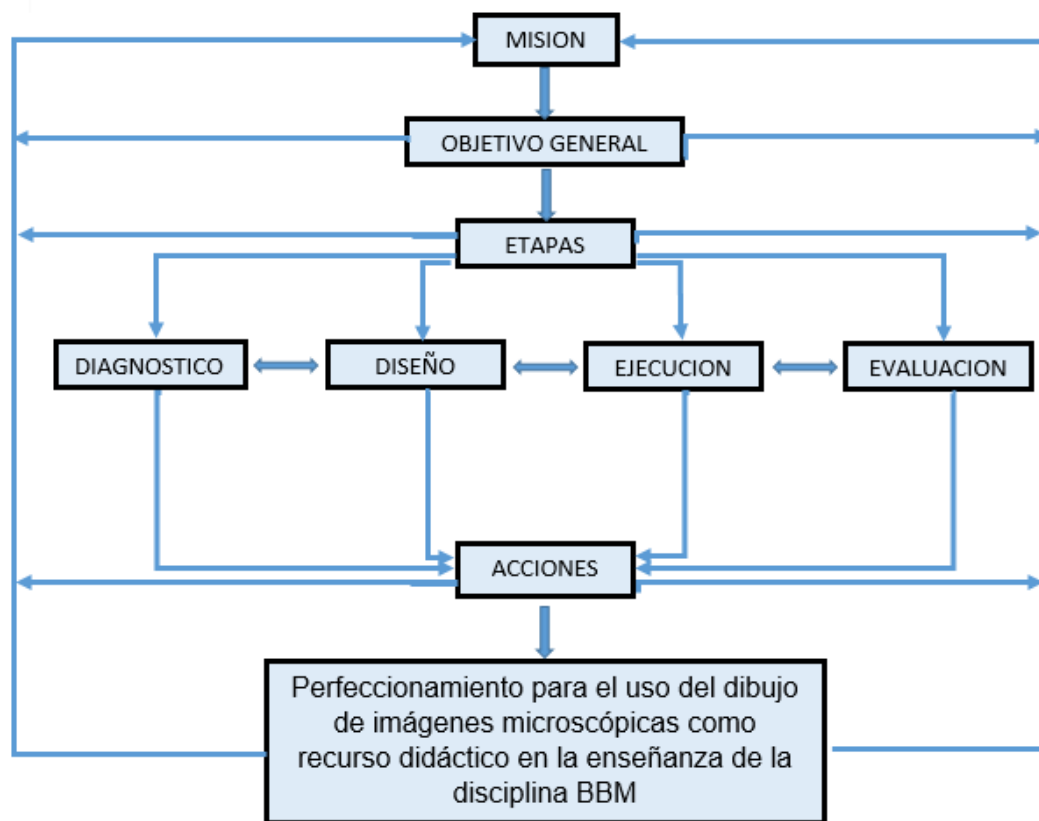 MISION
OBJETIVO GENERAL
ETAPAS
DIAGNOSTICO
DISEÑO
EJECUCION
EVALUACION
ACCIONES
Perfeccionamiento para el uso del dibujo
de imágenes microscópicas como
recurso didáctico en la enseñanza de la
disciplina BBM